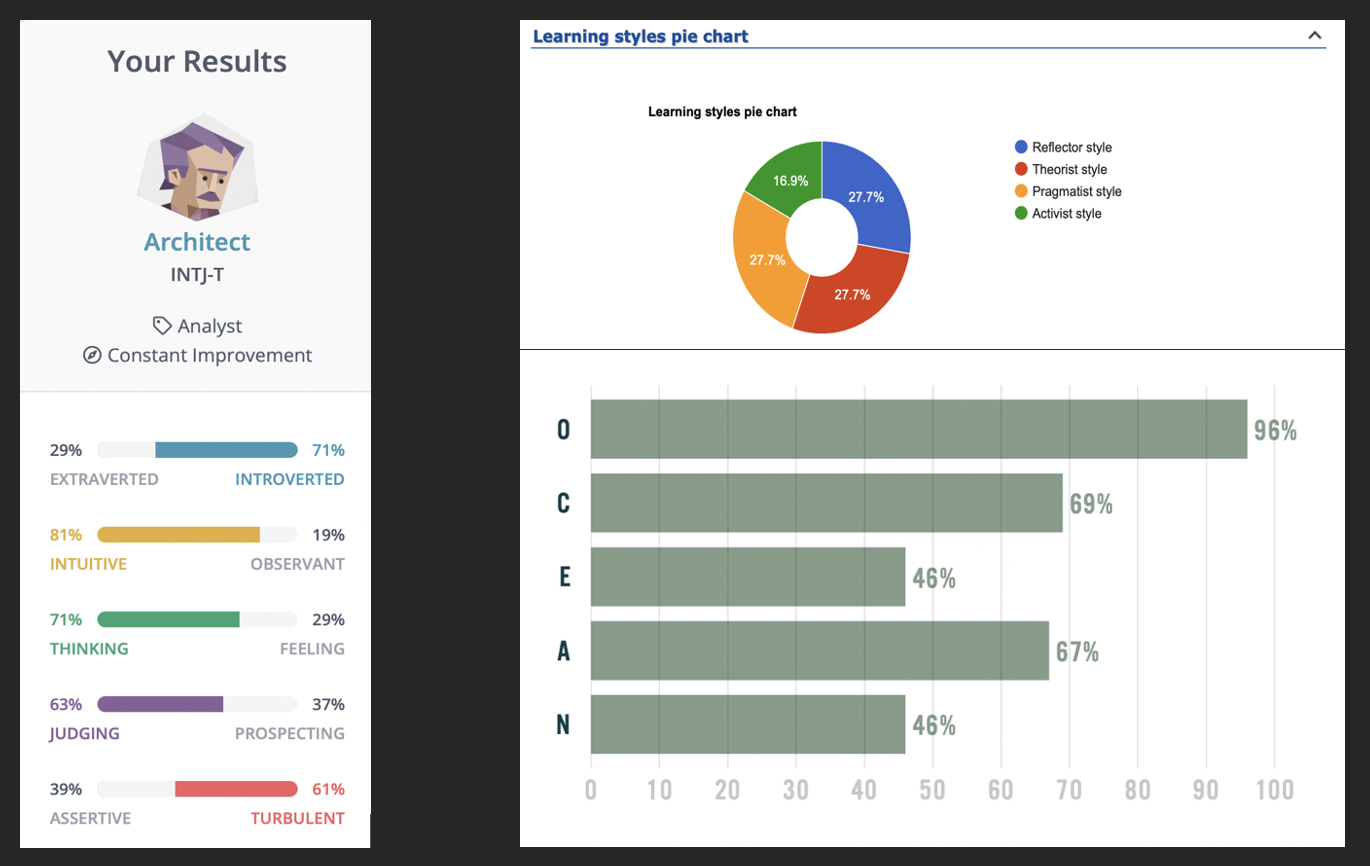 Your Results
Architect
INTJ-T
Analyst
Constant Improvement
29% 71%
EXTRAVERTED INTROVERTED
81% 19%
INTUITIVE OBSERVANT
71% 29%
THINKING FEELING
63% 37%
JUDGING PROSPECTING
39% 61%
ASSERTIVE TURBULENT
Learning styles pie chart
Learning styles pie chart
16.9%
27.7%
27.7%
27.7%
Reflector style
Theorist style
Pragmatist style
Activist style
O 96%
C 69%
E 46%
A 67%
N 46%
0 10 20 30 40 50 60 70 80 90 100